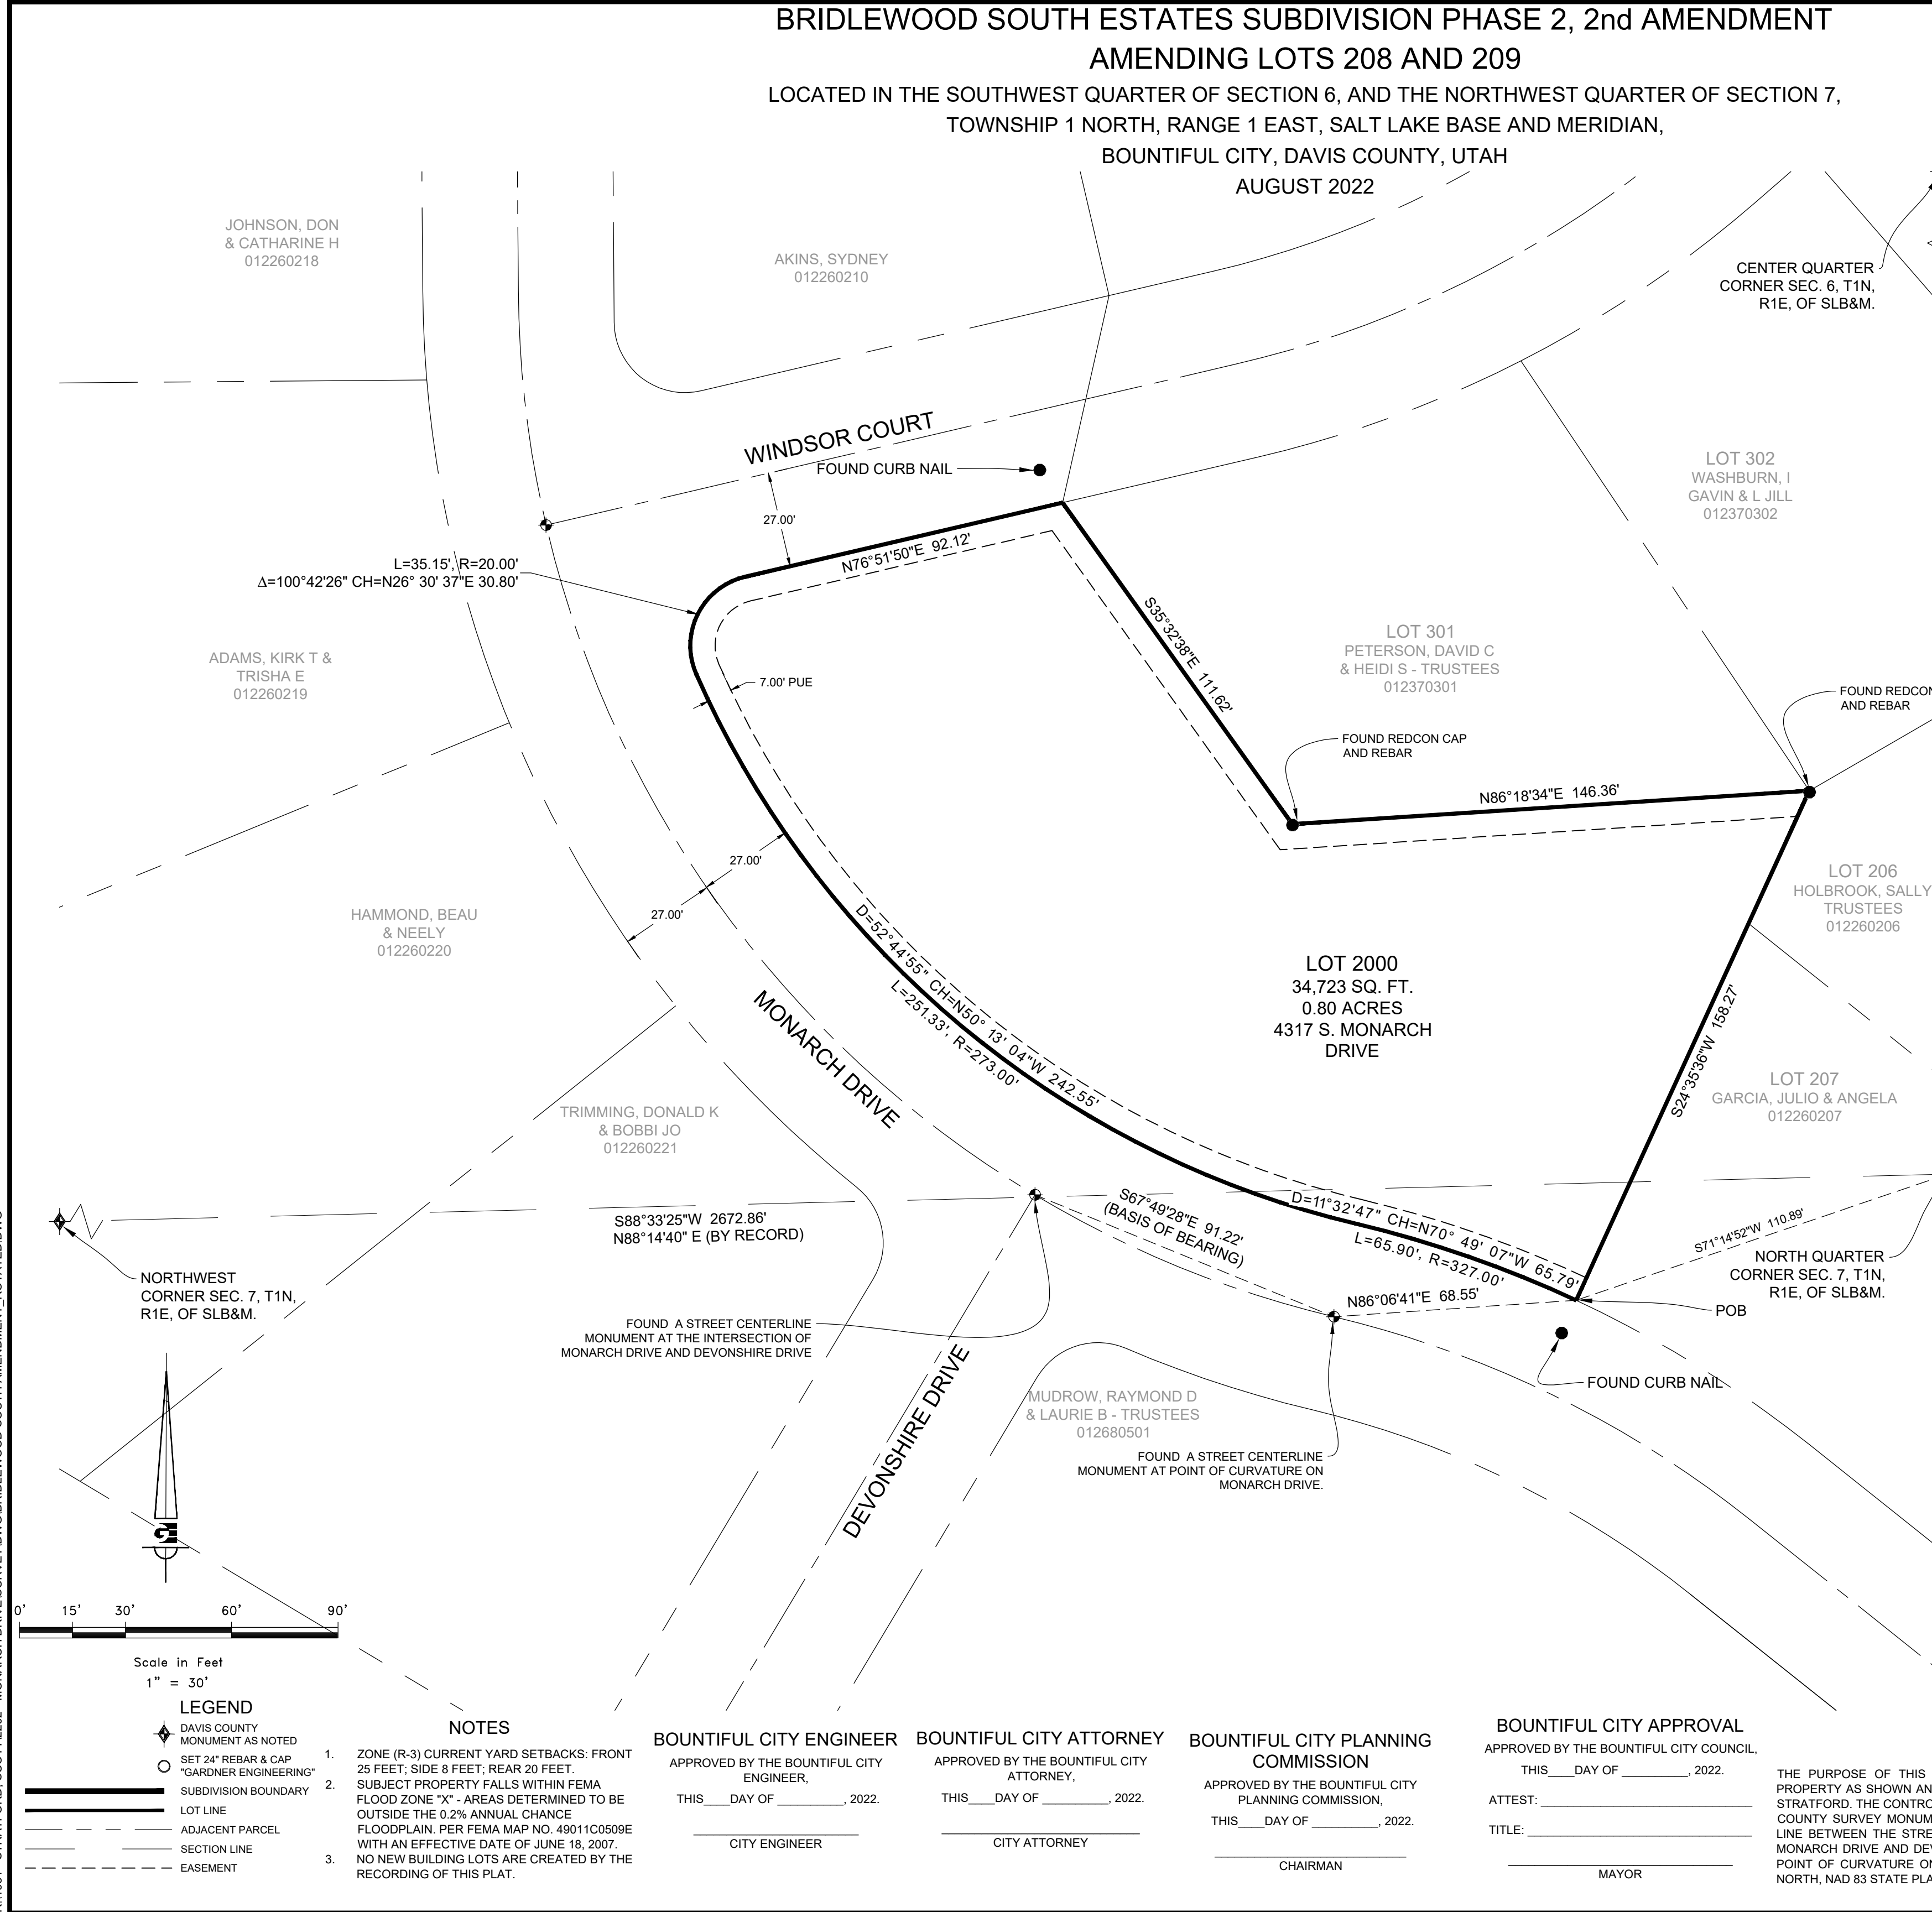 BRIDLEWOOD SOUTH ESTATES SUBDIVISION PHASE 2, 2nd AMENDMENT
AMENDING LOTS 208 AND 209
LOCATED IN THE SOUTHWEST QUARTER OF SECTION 6, AND THE NORTHWEST QUARTER OF SECTION 7,
TOWNSHIP 1 NORTH, RANGE 1 EAST, SALT LAKE BASE AND MERIDIAN,
BOUNTIFUL CITY, DAVIS COUNTY, UTAH
AUGUST 2022
JOHNSON, DON
& CATHARINE H
012260218
AKINS, SYDNEY
012260210
CENTER QUARTER
CORNER SEC. 6, T1N,
R1E, OF SLB&M.
WINDSOR COURT
FOUND CURB NAIL
27.00'
N76°51'50"E 92.12'
L=35.15', R=20.00'
Δ=100°42'26" CH=N26° 30' 37"E 30.80'
LOT 302
WASHBURN, I
GAVIN & L JILL
012370302
ADAMS, KIRK T &
TRISHA E
012260219
7.00' PUE
S35°32'38"E 111.62'
LOT 301
PETERSON, DAVID C
& HEIDI S - TRUSTEES
012370301
FOUND REDCON CAP
AND REBAR
FOUND REDCON
AND REBAR
N86°18'34"E 146.36'
27.00'
27.00'
HAMMOND, BEAU
& NEELY
012260220
LOT 206
HOLBROOK, SALLY
TRUSTEES
012260206
D=52°44'55" CH=N50° 13' 04"W 242.55'
L=251.33', R=273.00'
LOT 2000
34,723 SQ. FT.
0.80 ACRES
4317 S. MONARCH
DRIVE
S24°35'36"W 158.27'
MONARCH DRIVE
LOT 207
GARCIA, JULIO & ANGELA
012260207
TRIMMING, DONALD K
& BOBBI JO
012260221
S88°33'25"W 2672.86'
N88°14'40" E (BY RECORD)
S67°49'28"E 91.22'
(BASIS OF BEARING)
D=11°32'47" CH=N70° 49' 07"W 65.79'
L=65.90', R=327.00'
S71°14'52"W 110.89'
NORTH QUARTER
CORNER SEC. 7, T1N,
R1E, OF SLB&M.
NORTHWEST
CORNER SEC. 7, T1N,
R1E, OF SLB&M.
N86°06'41"E 68.55'
POB
FOUND A STREET CENTERLINE
MONUMENT AT THE INTERSECTION OF
MONARCH DRIVE AND DEVONSHIRE DRIVE
FOUND CURB NAIL
DEVONSHIRE DRIVE
MUDROW, RAYMOND D
& LAURIE B - TRUSTEES
012680501
FOUND A STREET CENTERLINE
MONUMENT AT POINT OF CURVATURE ON
MONARCH DRIVE.
0' 15' 30' 60' 90'
Scale in Feet
1" = 30'
LEGEND
DAVIS COUNTY
MONUMENT AS NOTED
SET 24" REBAR & CAP
"GARDNER ENGINEERING"
SUBDIVISION BOUNDARY
LOT LINE
ADJACENT PARCEL
SECTION LINE
EASEMENT
NOTES
1. ZONE (R-3) CURRENT YARD SETBACKS: FRONT
25 FEET; SIDE 8 FEET; REAR 20 FEET.
2. SUBJECT PROPERTY FALLS WITHIN FEMA
FLOOD ZONE "X" - AREAS DETERMINED TO BE
OUTSIDE THE 0.2% ANNUAL CHANCE
FLOODPLAIN. PER FEMA MAP NO. 49011C0509E
WITH AN EFFECTIVE DATE OF JUNE 18, 2007.
3. NO NEW BUILDING LOTS ARE CREATED BY THE
RECORDING OF THIS PLAT.
BOUNTIFUL CITY ENGINEER
APPROVED BY THE BOUNTIFUL CITY
ENGINEER,
THIS____DAY OF __________, 2022.
CITY ENGINEER
BOUNTIFUL CITY ATTORNEY
APPROVED BY THE BOUNTIFUL CITY
ATTORNEY,
THIS____DAY OF __________, 2022.
CITY ATTORNEY
BOUNTIFUL CITY PLANNING
COMMISSION
APPROVED BY THE BOUNTIFUL CITY
PLANNING COMMISSION,
THIS____DAY OF __________, 2022.
CHAIRMAN
BOUNTIFUL CITY APPROVAL
APPROVED BY THE BOUNTIFUL CITY COUNCIL,
THIS____DAY OF __________, 2022.
ATTEST:
TITLE:
MAYOR
THE PURPOSE OF THIS
PROPERTY AS SHOWN AN
STRATFORD. THE CONTRO
COUNTY SURVEY MONUM
LINE BETWEEN THE STRE
MONARCH DRIVE AND DEV
POINT OF CURVATURE ON
NORTH, NAD 83 STATE PLA